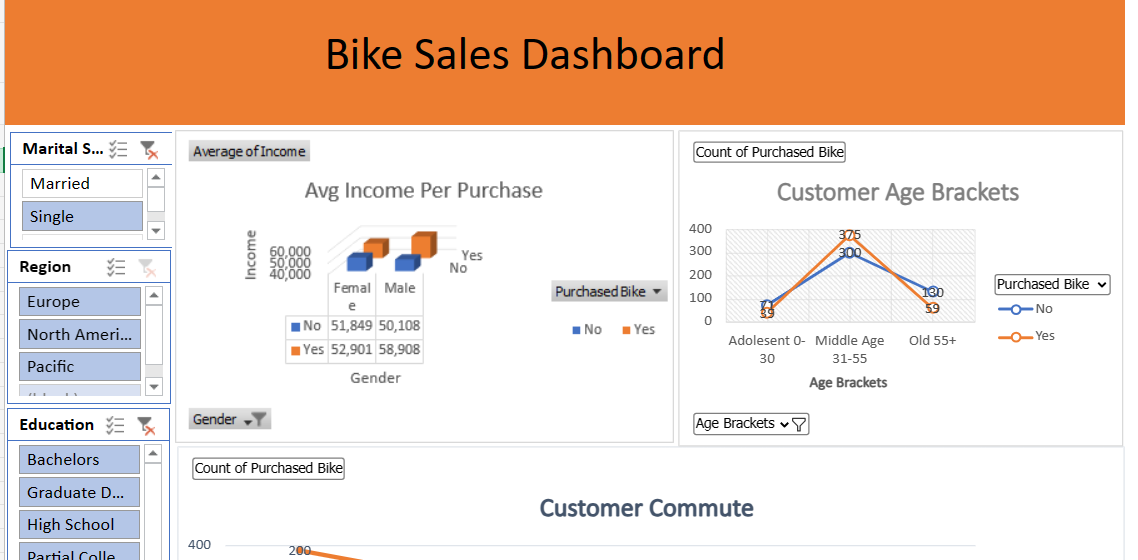 Bike Sales Dashboard
Marital S...
Married
Single
Region
Europe
North Ameri...
Pacific
Education
Bachelors
Graduate D...
High School
Partial Colle
Average of Income
Avg Income Per Purchase
Income
60,000
50,000
40,000
Yes
No
Femal
e
Male
No 51,849 50,108
Yes 52,901 58,908
Gender
Purchased Bike
No Yes
Gender
Count of Purchased Bike
Customer Age Brackets
400
300
200
100
0
71
300
130
39
375
59
Adolesent 0-
30
Middle Age
31-55
Old 55+
Age Brackets
Purchased Bike
No
Yes
Age Brackets
Count of Purchased Bike
Customer Commute
400